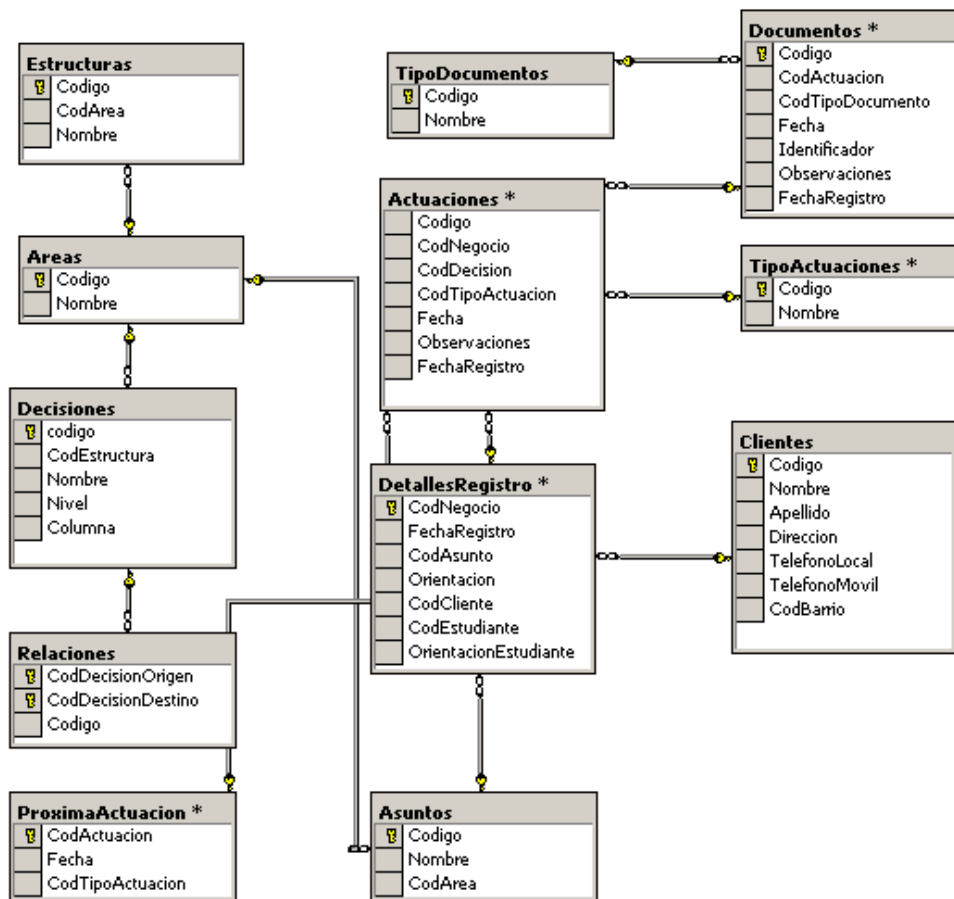 Estructuras
Codigo
CodArea
Nombre
TipoDocumentos
Codigo
Nombre
Documentos *
Codigo
CodActuacion
CodTipoDocumento
Fecha
Identificador
Observaciones
FechaRegistro
Areas
Codigo
Nombre
Actuaciones *
Codigo
CodNegocio
CodDecision
CodTipoActuacion
Fecha
Observaciones
FechaRegistro
TipoActuaciones *
Codigo
Nombre
Decisiones
codigo
CodEstructura
Nombre
Nivel
Columna
DetallesRegistro *
CodNegocio
FechaRegistro
CodAsunto
Orientacion
CodCliente
CodEstudiante
OrientacionEstudiante
Clientes
Codigo
Nombre
Apellido
Direccion
TelefonoLocal
TelefonoMovil
CodBarrio
Relaciones
CodDecisionOrigen
CodDecisionDestino
Codigo
ProximaActuacion *
CodActuacion
Fecha
CodTipoActuacion
Asuntos
Codigo
Nombre
CodArea